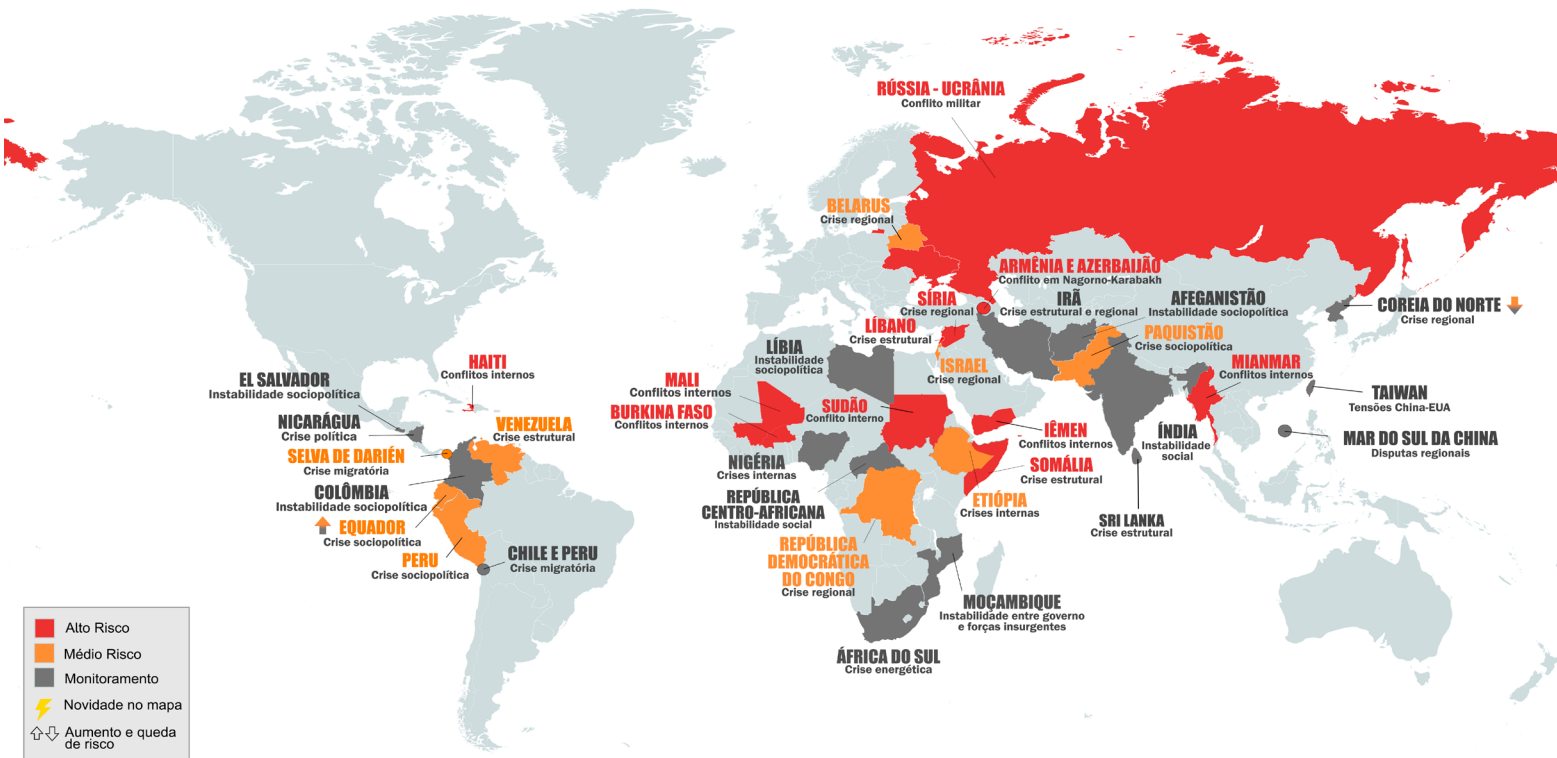 RÚSSIA - UCRÂNIA
Conflito militar
BELARUS
Crise regional
ARMÊNIA E AZERBAIJÃO
Conflito em Nagorno-Karabakh
SÍRIA
Crise regional
IRÃ
Crise estrutural e regional
AFEGANISTÃO
Instabilidade sociopolítica
COREIA DO NORTE
Crise regional
LÍBANO
Crise estrutural
PAQUISTÃO
Crise sociopolítica
LÍBIA
Instabilidade
sociopolítica
ISRAEL
Crise regional
MIANMAR
Conflitos internos
HAITI
Conflitos internos
EL SALVADOR
Instabilidade sociopolítica
MALI
Conflitos internos
TAIWAN
Tensões China-EUA
BURKINA FASO
Conflitos internos
SUDÃO
Conflito interno
NICARÁGUA
Crise política
VENEZUELA
Crise estrutural
IÊMEN
Conflitos internos
ÍNDIA
Instabilidade
social
MAR DO SUL DA CHINA
Disputas regionais
SELVA DE DARIÉN
Crise migratória
NIGÉRIA
Crises internas
SOMÁLIA
Crise estrutural
COLÔMBIA
Instabilidade sociopolítica
REPÚBLICA
CENTRO-AFRICANA
Instabilidade social
ETIÓPIA
Crises internas
SRI LANKA
Crise estrutural
EQUADOR
Crise sociopolítica
REPÚBLICA
DEMOCRÁTICA
DO CONGO
Crise regional
PERU
Crise sociopolítica
CHILE E PERU
Crise migratória
MOÇAMBIQUE
Instabilidade entre governo
e forças insurgentes
ÁFRICA DO SUL
Crise energética
Alto Risco
Médio Risco
Monitoramento
Novidade no mapa
Aumento e queda
de risco